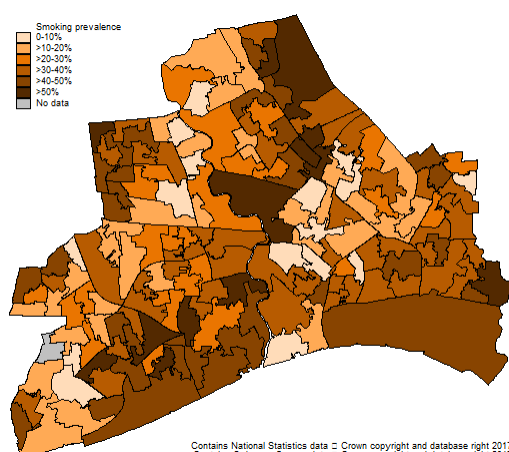 Smoking prevalence
0-10%
>10-20%
>20-30%
>30-40%
>40-50%
>50%
No data
Contains National Statistics data ▯ Crown copyright and database right 2017